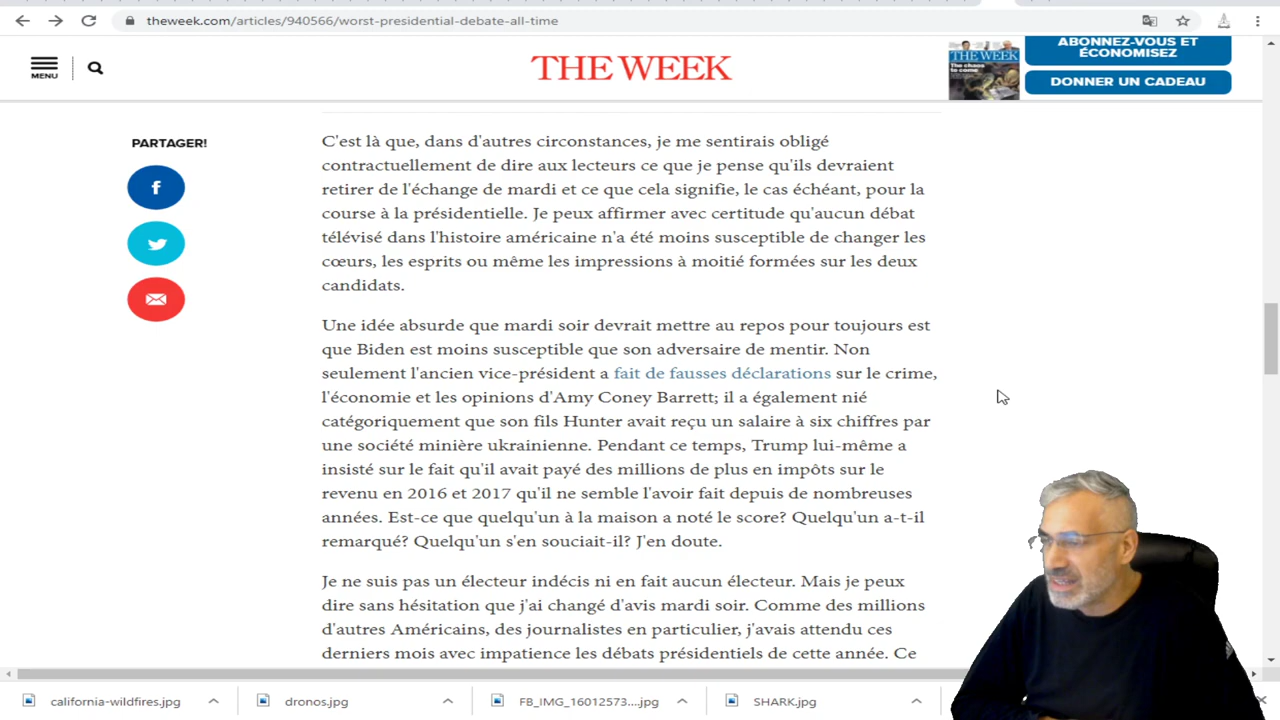 theweek.com/articles/940566/worst-presidential-debate-all-time
MENU
THE WEEK
THE WEEK
The chaos
to come
ABONNEZ-VOUS ET
ÉCONOMISEZ
DONNER UN CADEAU
PARTAGER!
C'est là que, dans d'autres circonstances, je me sentirais obligé
contractuellement de dire aux lecteurs ce que je pense qu'ils devraient
retirer de l'échange de mardi et ce que cela signifie, le cas échéant, pour la
course à la présidentielle. Je peux affirmer avec certitude qu'aucun débat
télévisé dans l'histoire américaine n'a été moins susceptible de changer les
cœurs, les esprits ou même les impressions à moitié formées sur les deux
candidats.
Une idée absurde que mardi soir devrait mettre au repos pour toujours est
que Biden est moins susceptible que son adversaire de mentir. Non
seulement l'ancien vice-président a fait de fausses déclarations sur le crime,
l'économie et les opinions d'Amy Coney Barrett; il a également nié
catégoriquement que son fils Hunter avait reçu un salaire à six chiffres par
une société minière ukrainienne. Pendant ce temps, Trump lui-même a
insisté sur le fait qu'il avait payé des millions de plus en impôts sur le
revenu en 2016 et 2017 qu'il ne semble l'avoir fait depuis de nombreuses
années. Est-ce que quelqu'un à la maison a noté le score? Quelqu'un a-t-il
remarqué? Quelqu'un s'en souciait-il? J'en doute.
Je ne suis pas un électeur indécis ni en fait aucun électeur. Mais je peux
dire sans hésitation que j'ai changé d'avis mardi soir. Comme des millions
d'autres Américains, des journalistes en particulier, j'avais attendu ces
derniers mois avec impatience les débats présidentiels de cette année. Ce
california-wildfires.jpg
dronos.jpg
FB_IMG_16012573....jpg
SHARK.jpg